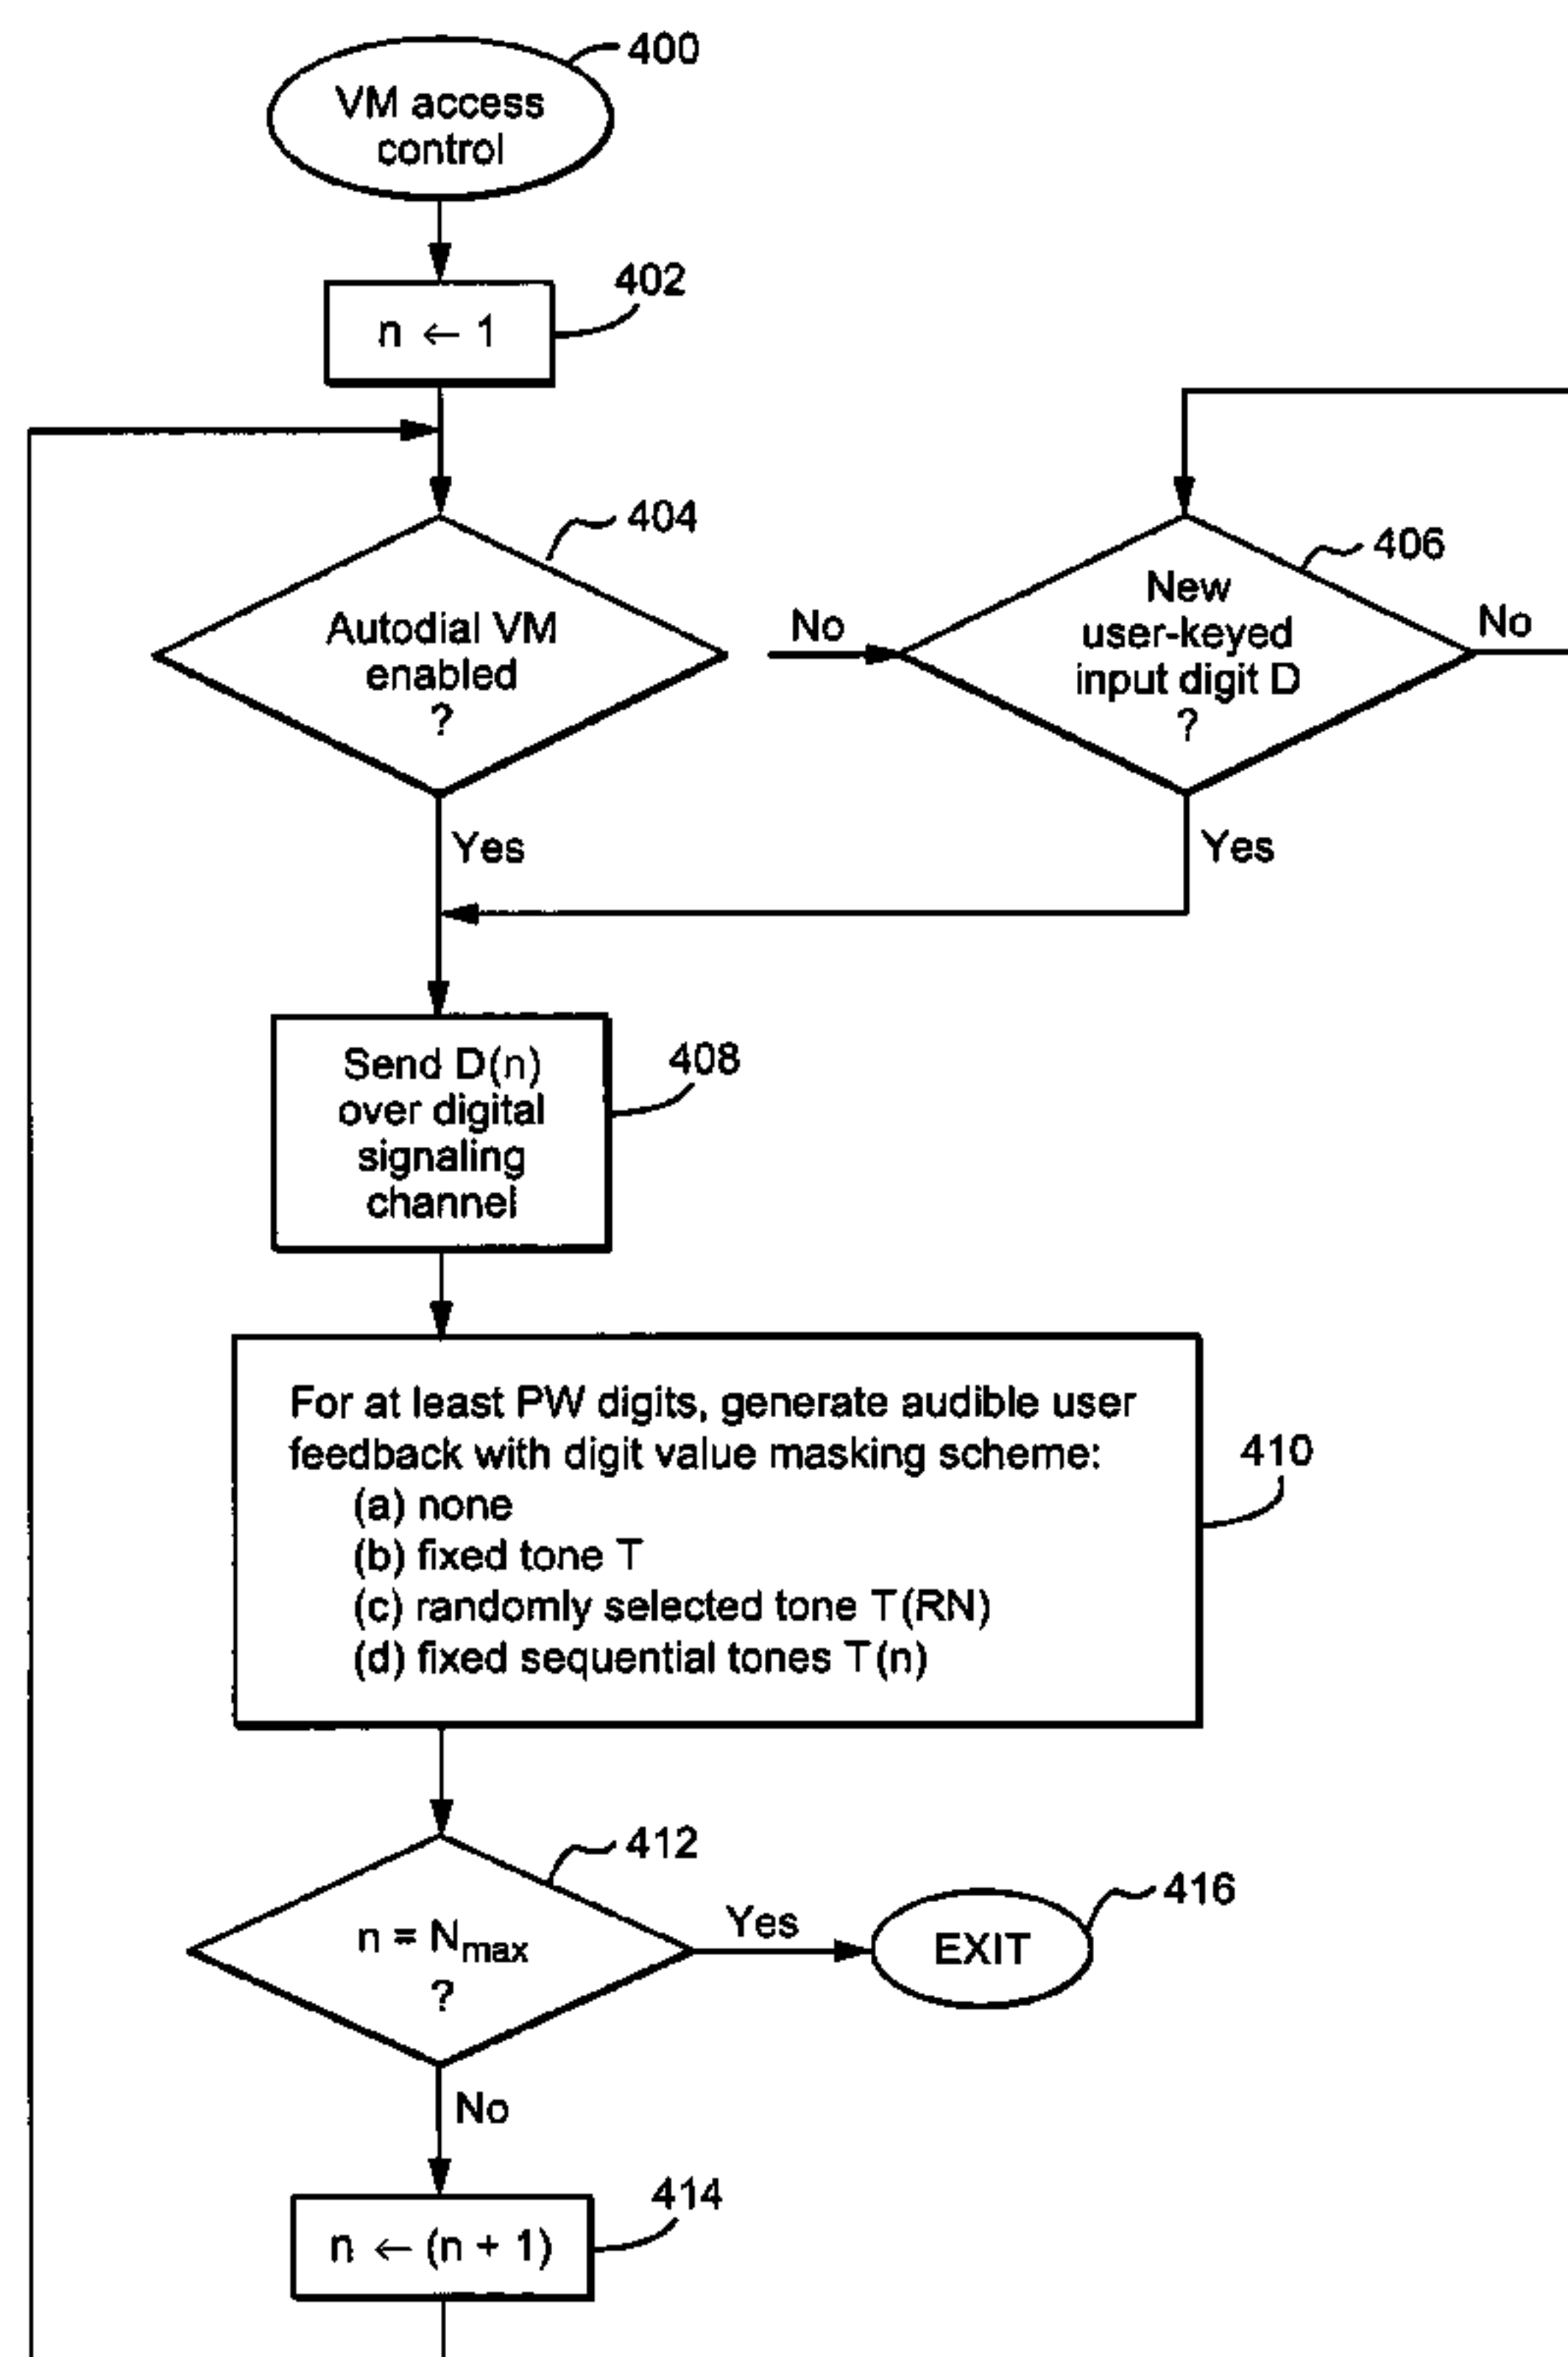 400
VM access
control
402
n ← 1
404
Autodial VM
enabled
?
No
406
New
user-keyed
input digit D
?
No
Yes
Yes
Send D(n)
over digital
signaling
channel
408
For at least PW digits, generate audible user
feedback with digit value masking scheme:
(a) none
(b) fixed tone T
(c) randomly selected tone T(RN)
(d) fixed sequential tones T(n)
410
412
n = Nmax
?
Yes
EXIT
416
No
414
n ← (n + 1)